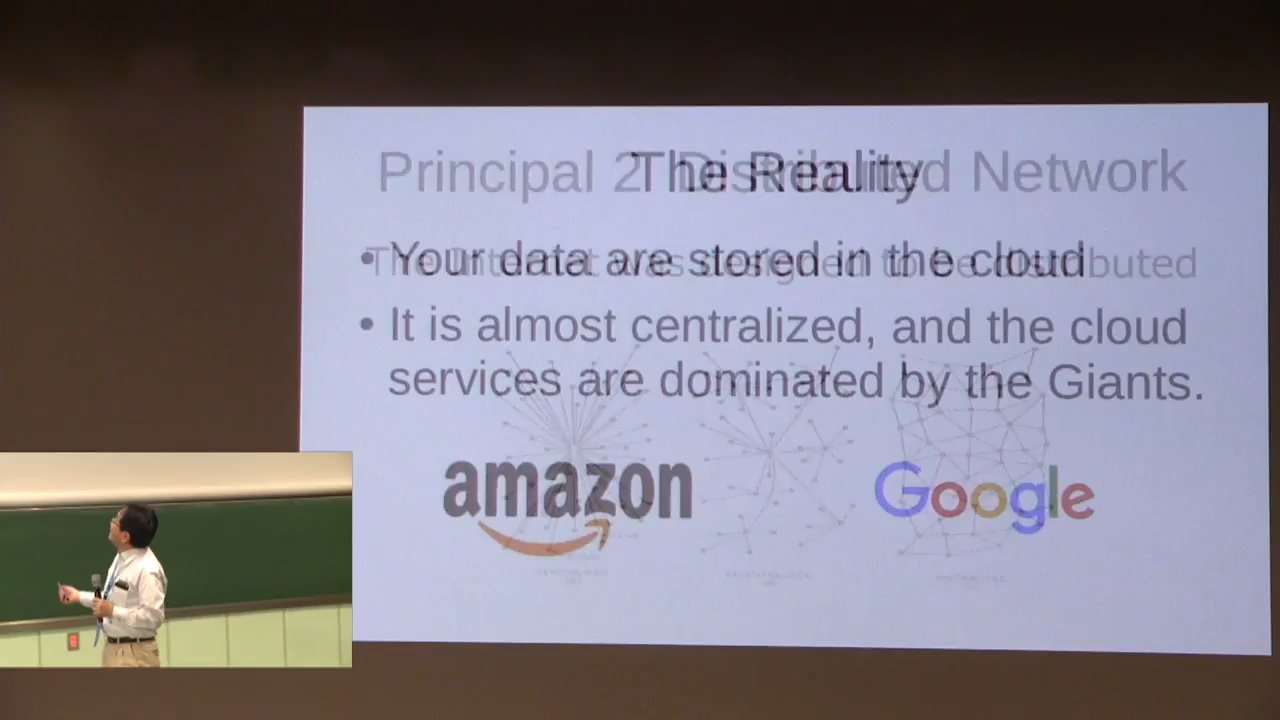 Principal 2: Distributed Network
The Reality
The Internet was designed to be distributed
• Your data are stored in the cloud
• It is almost centralized, and the cloud
services are dominated by the Giants.
amazon
Google